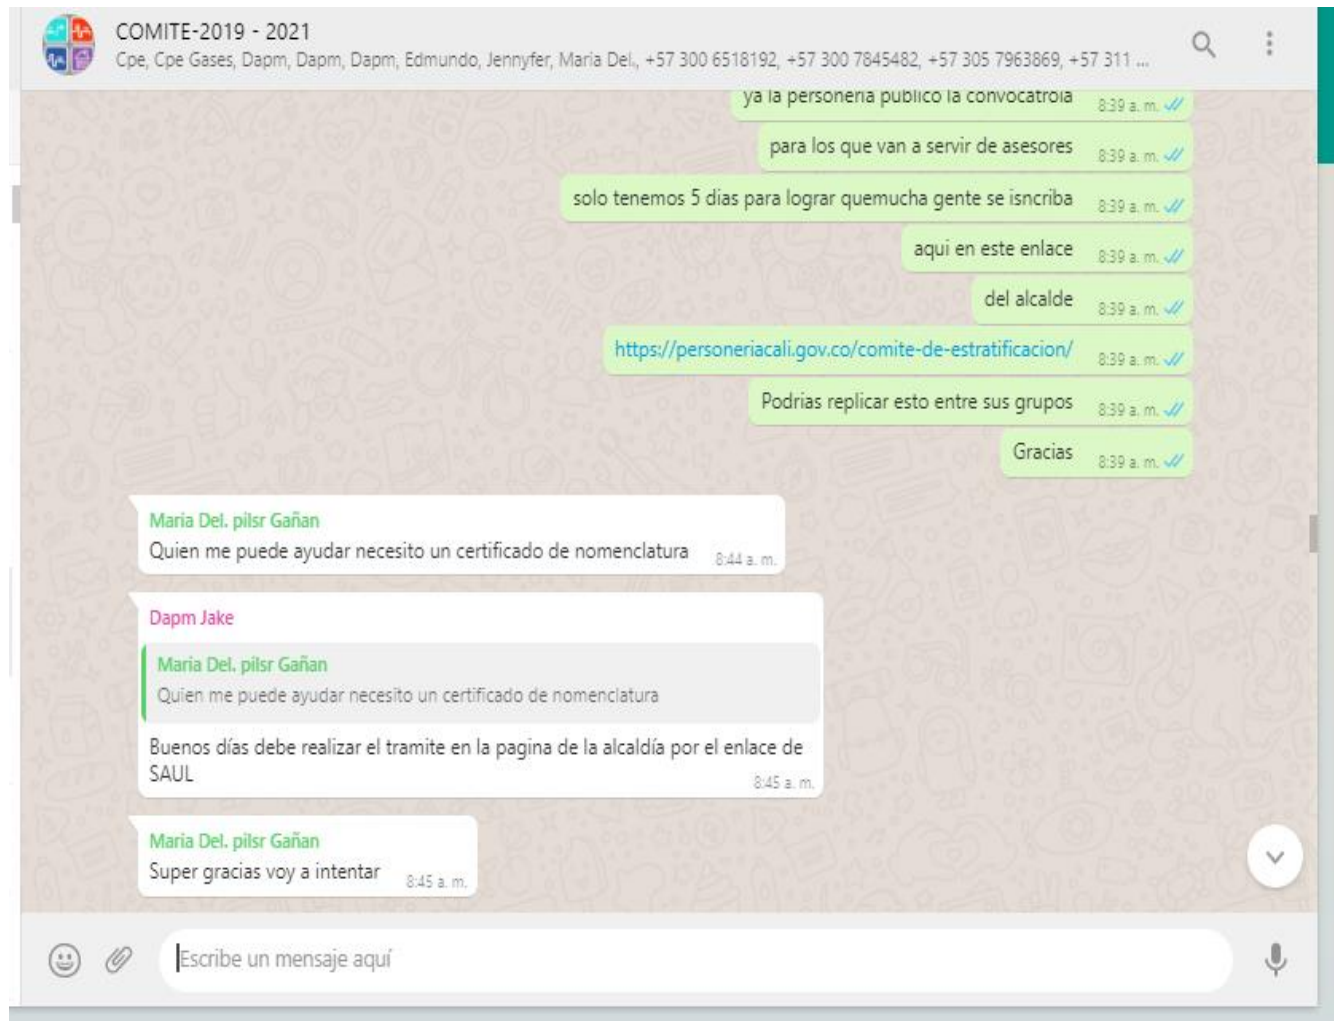 COMITE-2019 - 2021
Cpe, Cpe Gases, Dapm, Dapm, Dapm, Edmundo, Jennyfer, Maria Del., +57 300 6518192, +57 300 7845482, +57 305 7963869, +57 311 ...
ya la personeria publico la convocatroia 8:39 a. m.
para los que van a servir de asesores 8:39 a. m.
solo tenemos 5 dias para lograr quemucha gente se isncriba 8:39 a. m.
aqui en este enlace 8:39 a. m.
del alcalde 8:39 a. m.
https://personeriacali.gov.co/comite-de-estratificacion/ 8:39 a. m.
Podrias replicar esto entre sus grupos 8:39 a. m.
Gracias 8:39 a. m.
Maria Del. pilsr Gañan
Quien me puede ayudar necesito un certificado de nomenclatura 8:44 a. m.
Dapm Jake
Maria Del. pilsr Gañan
Quien me puede ayudar necesito un certificado de nomenclatura
Buenos días debe realizar el tramite en la pagina de la alcaldía por el enlace de
SAUL 8:45 a. m.
Maria Del. pilsr Gañan
Super gracias voy a intentar 8:45 a. m.
Escribe un mensaje aquí